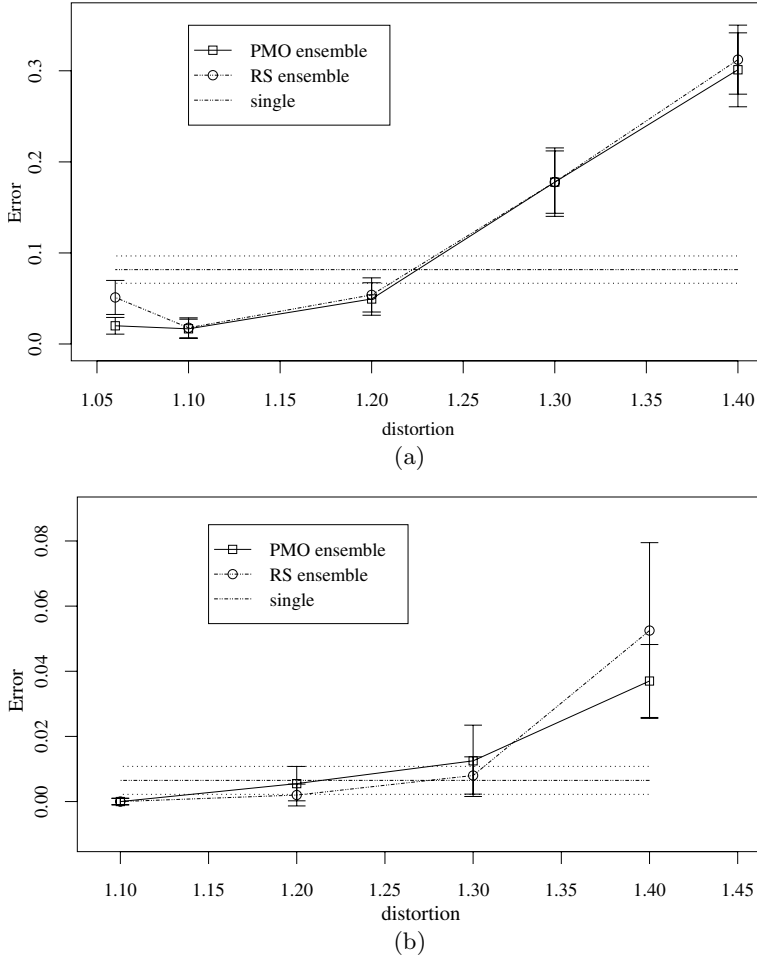 PMO ensemble
RS ensemble
single
Error
0.3
0.2
0.1
0.0
1.05 1.10 1.15 1.20 1.25 1.30 1.35 1.40
distortion
(a)
PMO ensemble
RS ensemble
single
Error
0.08
0.06
0.04
0.02
0.00
1.10 1.15 1.20 1.25 1.30 1.35 1.40 1.45
distortion
(b)